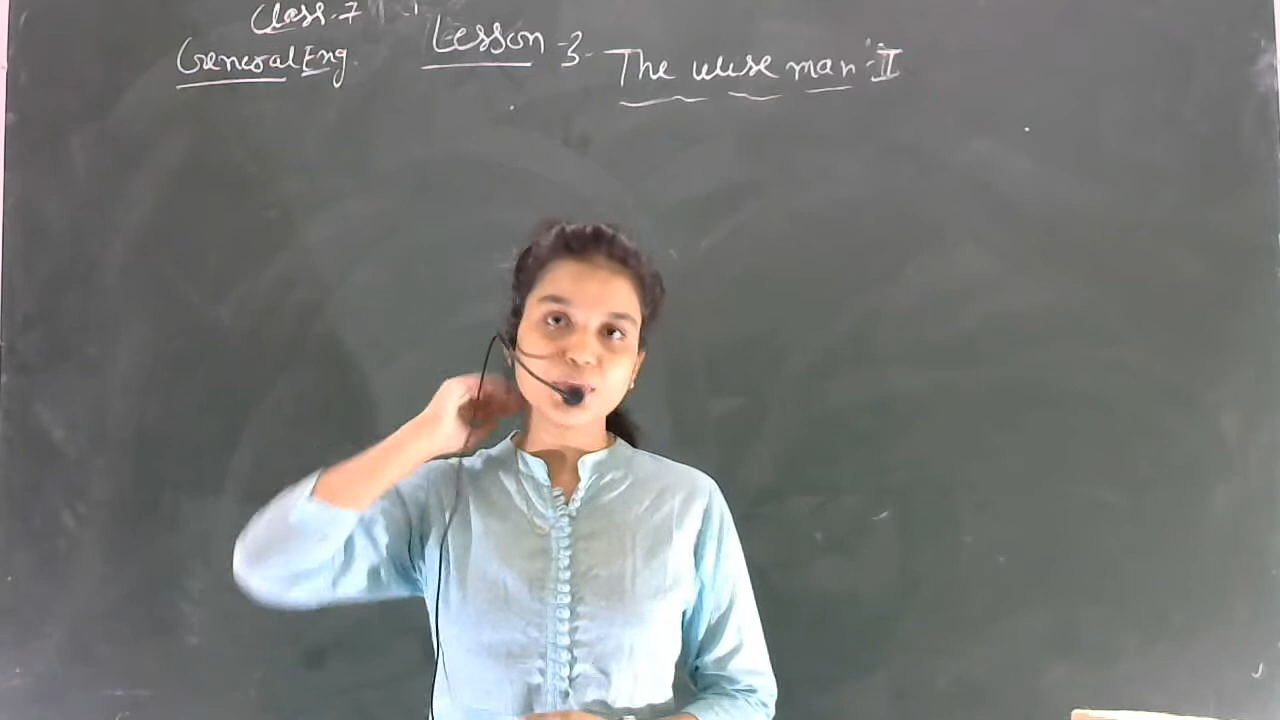 Class-7
General Eng.
Lesson-3-
The wise man-II